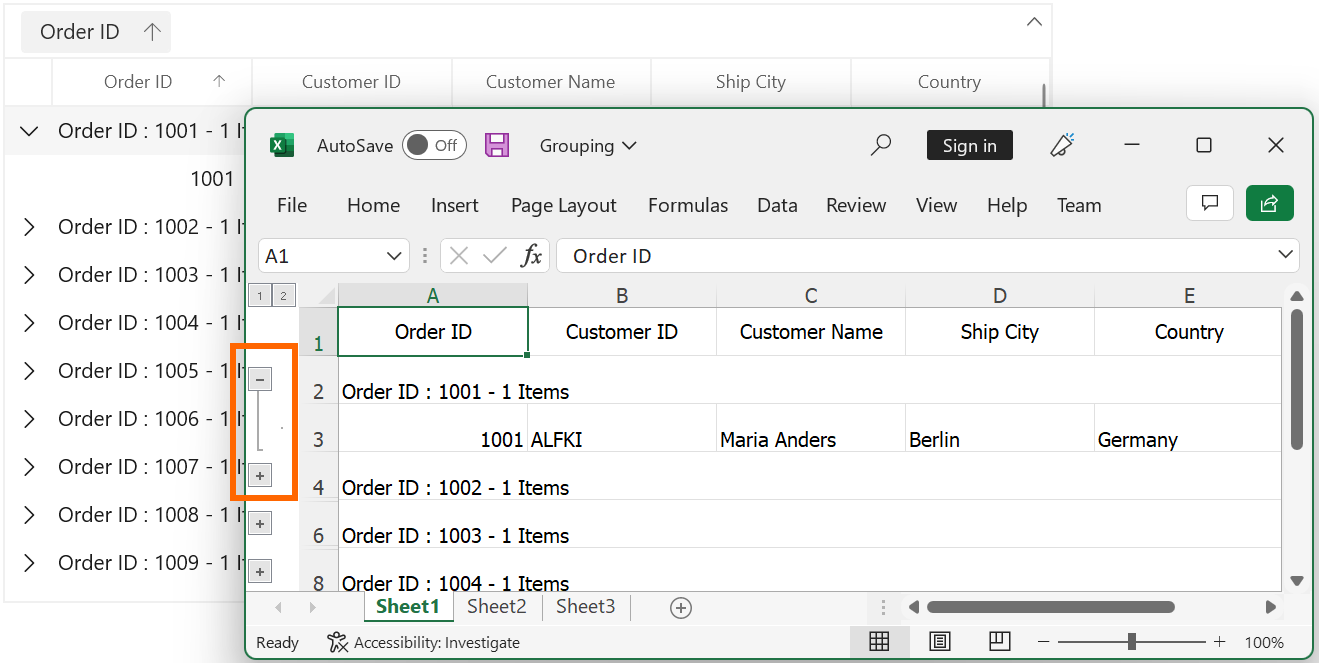 Order ID
Order ID Customer ID Customer Name Ship City Country
Order ID : 1001 - 1
1001
Order ID : 1002 - 1
Order ID : 1003 - 1
Order ID : 1004 - 1
Order ID : 1005 - 1
Order ID : 1006 - 1
Order ID : 1007 - 1
Order ID : 1008 - 1
Order ID : 1009 - 1
AutoSave Off Grouping Sign in
File Home Insert Page Layout Formulas Data Review View Help Team
A1 fx Order ID
1 2 A B C D E
1 Order ID Customer ID Customer Name Ship City Country
2 Order ID : 1001 - 1 Items
3 1001 ALFKI Maria Anders Berlin Germany
4 Order ID : 1002 - 1 Items
6 Order ID : 1003 - 1 Items
8 Order ID : 1004 - 1 Items
Sheet1 Sheet2 Sheet3
Ready Accessibility: Investigate 100%